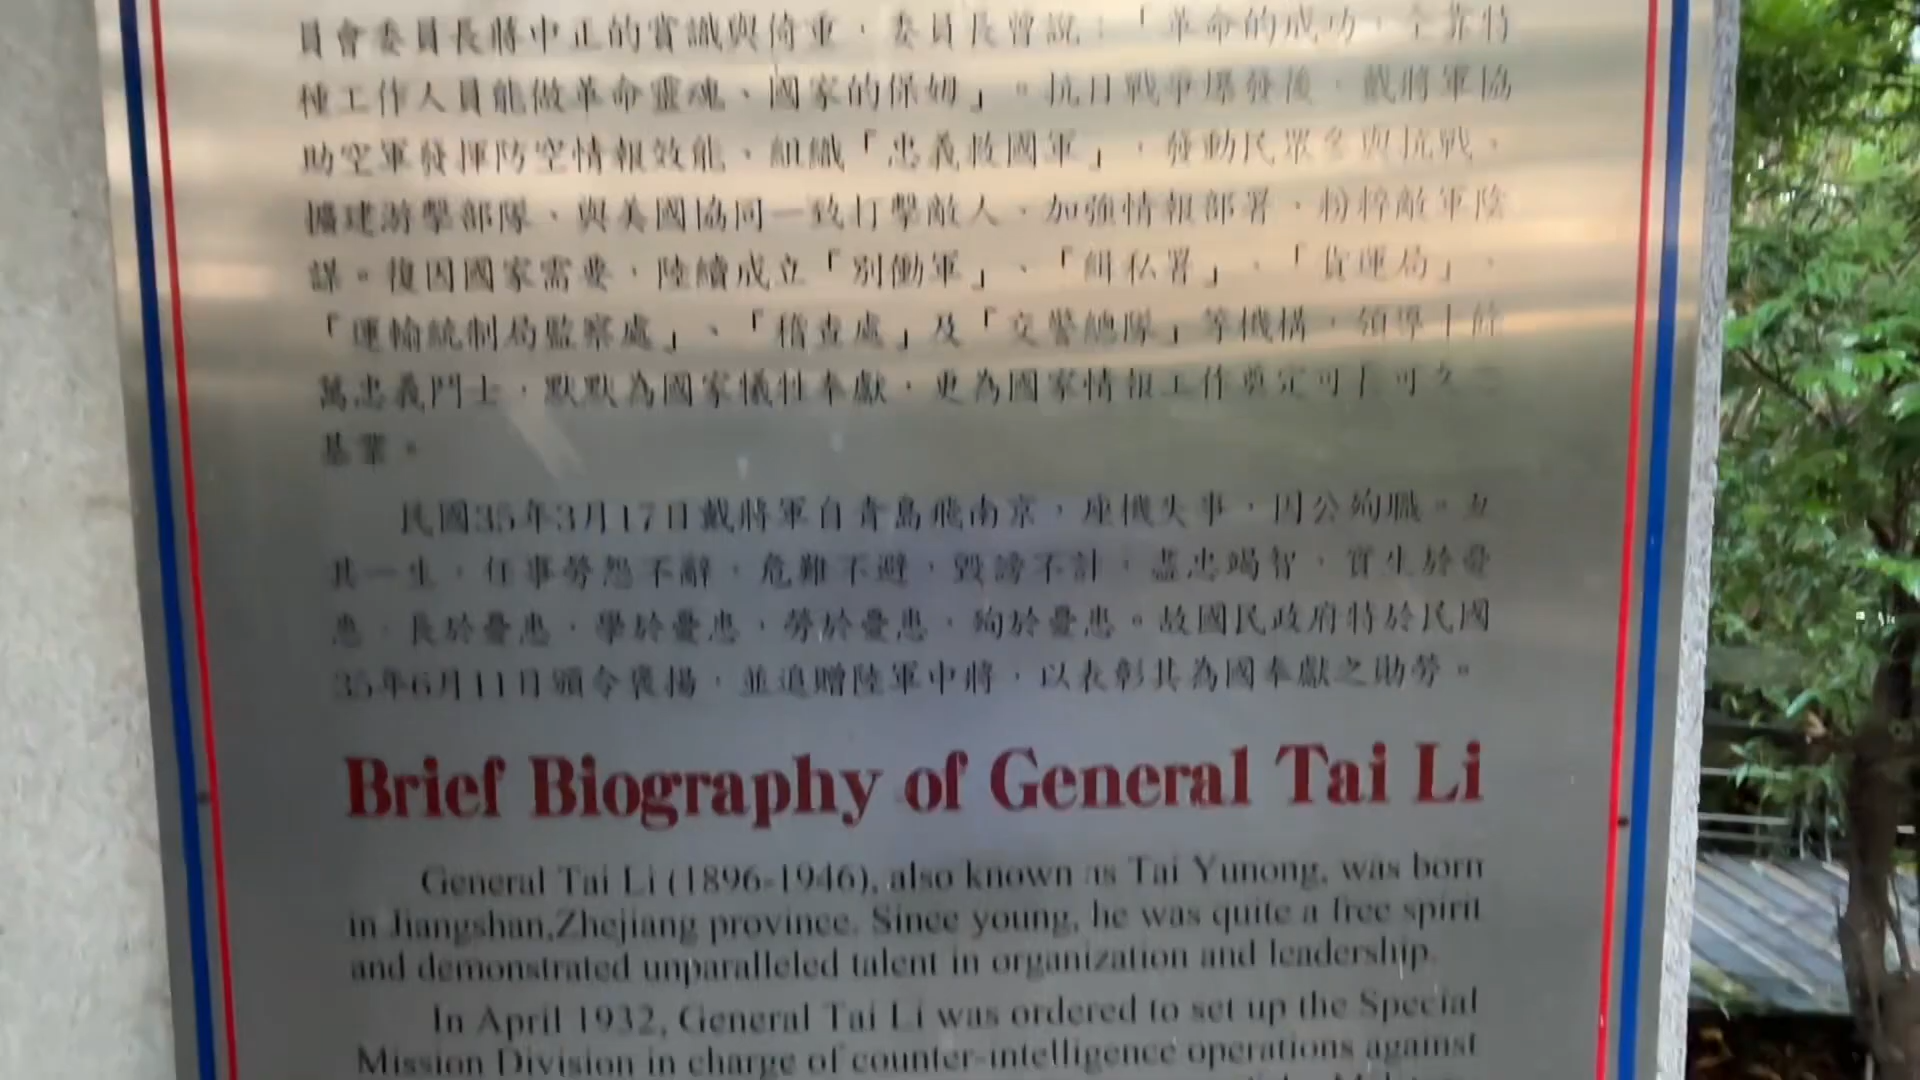 員會委員長蔣中正的賞識與倚重，委員長曾說：「革命的成功，全靠特
種工作人員能做革命靈魂、國家的保姆」。抗日戰爭爆發後，戴將軍協
助空軍發揮防空情報效能、組織「忠義救國軍」，發動民眾參與抗戰、
擴建游擊部隊、與美國協同一致打擊敵人、加強情報部署，粉粹敵軍陰
謀。復因國家需要，陸續成立「別働軍」、「緝私署」、「貨運局」、
「運輸統制局監察處」、「稽查處」及「交警總隊」等機構，領導十餘
萬忠義鬥士，默默為國家犧牲奉獻，更為國家情報工作奠定可長可久之
基業。
民國35年3月17日戴將軍自青島飛南京，座機失事，因公殉職。
其一生，任事勞怨不辭，危難不避，毀謗不計，盡忠竭智，實生於憂
患，長於憂患，學於憂患，勞於憂患，殉於憂患。故國民政府特於民國
35年6月11日頒令褒揚，並追贈陸軍中將，以表彰其為國奉獻之勛勞。
Brief Biography of General Tai Li
General Tai Li (1896-1946), also known as Tai Yunong, was born
in Jiangshan,Zhejiang province. Since young, he was quite a free spirit
and demonstrated unparalleled talent in organization and leadership.
In April 1932, General Tai Li was ordered to set up the Special
Mission Division in charge of counter-intelligence operations against